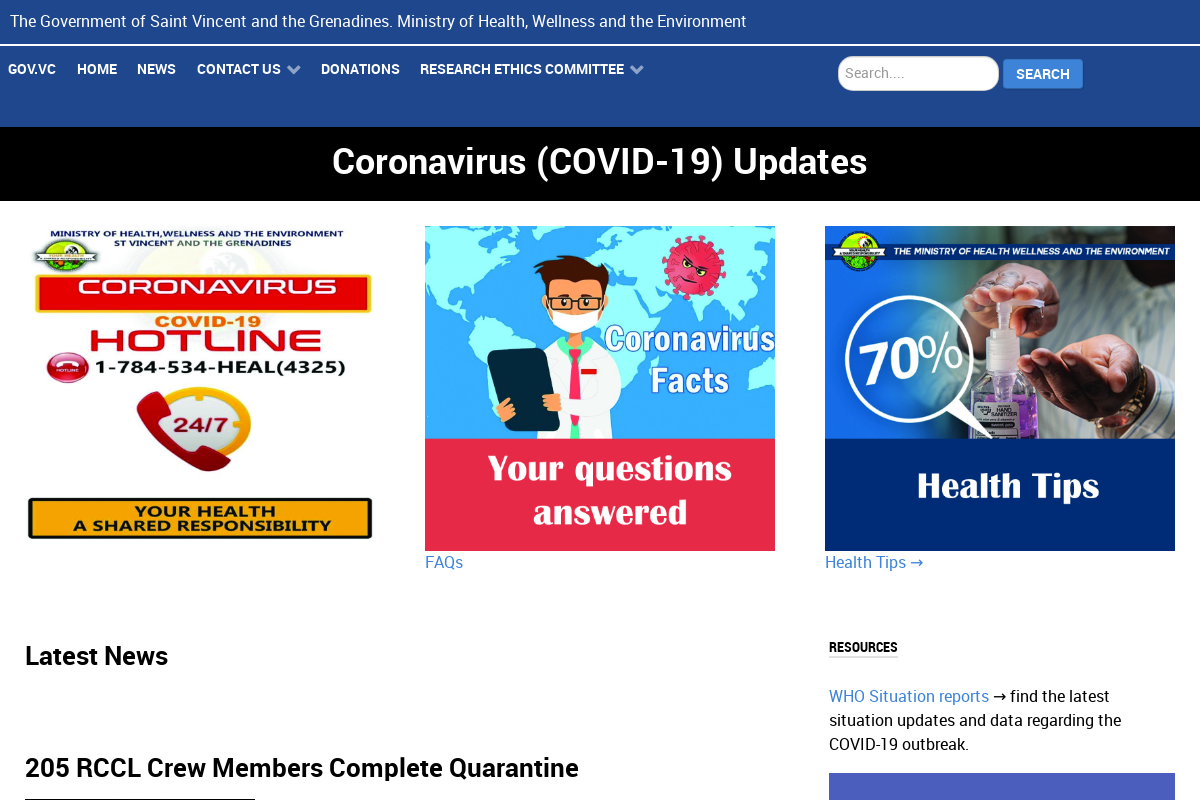 The Government of Saint Vincent and the Grenadines. Ministry of Health, Wellness and the Environment
GOV.VC HOME NEWS CONTACT US DONATIONS RESEARCH ETHICS COMMITTEE
Search.... SEARCH
Coronavirus (COVID-19) Updates
MINISTRY OF HEALTH,WELLNESS AND THE ENVIRONMENT
ST VINCENT AND THE GRENADINES
CORONAVIRUS
COVID-19
HOTLINE
HOTLINE
1-784-534-HEAL(4325)
24/7
YOUR HEALTH
A SHARED RESPONSIBILITY
Coronavirus
Facts
Your questions
answered
FAQs
THE MINISTRY OF HEALTH WELLNESS AND THE ENVIRONMENT
70%
HAND
SANITIZER
Health Tips
Health Tips →
Latest News
205 RCCL Crew Members Complete Quarantine
RESOURCES
WHO Situation reports → find the latest
situation updates and data regarding the
COVID-19 outbreak.